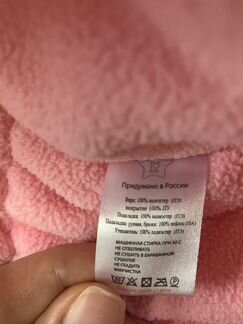 Придумано в России
Верх: 100% полиэстер (ПЭ)
покрытие 100% ПУ
Подкладка: 100% полиэстер (ПЭ)
Подкладка: рукава, брюки: 100% нейлон (ПА)
Утеплитель: 100% полиэстер (ПЭ)
МАШИННАЯ СТИРКА ПРИ 30°С
НЕ ОТБЕЛИВАТЬ
НЕ СУШИТЬ В БАРАБАННОЙ
СУШИЛКЕ
НЕ ГЛАДИТЬ
ХИМЧИСТКА